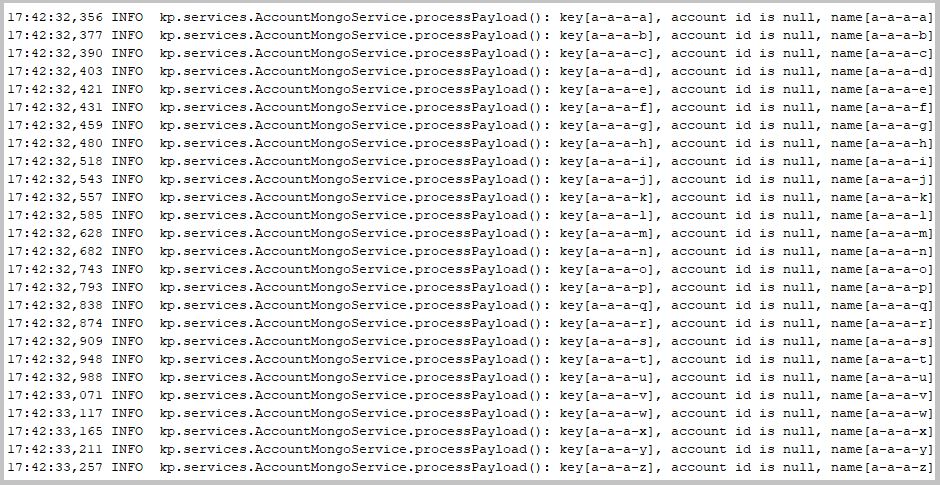 17:42:32,356 INFO  kp.services.AccountMongoService.processPayload(): key[a-a-a-a], account id is null, name[a-a-a-a]
17:42:32,377 INFO  kp.services.AccountMongoService.processPayload(): key[a-a-a-b], account id is null, name[a-a-a-b]
17:42:32,390 INFO  kp.services.AccountMongoService.processPayload(): key[a-a-a-c], account id is null, name[a-a-a-c]
17:42:32,403 INFO  kp.services.AccountMongoService.processPayload(): key[a-a-a-d], account id is null, name[a-a-a-d]
17:42:32,421 INFO  kp.services.AccountMongoService.processPayload(): key[a-a-a-e], account id is null, name[a-a-a-e]
17:42:32,431 INFO  kp.services.AccountMongoService.processPayload(): key[a-a-a-f], account id is null, name[a-a-a-f]
17:42:32,459 INFO  kp.services.AccountMongoService.processPayload(): key[a-a-a-g], account id is null, name[a-a-a-g]
17:42:32,480 INFO  kp.services.AccountMongoService.processPayload(): key[a-a-a-h], account id is null, name[a-a-a-h]
17:42:32,518 INFO  kp.services.AccountMongoService.processPayload(): key[a-a-a-i], account id is null, name[a-a-a-i]
17:42:32,543 INFO  kp.services.AccountMongoService.processPayload(): key[a-a-a-j], account id is null, name[a-a-a-j]
17:42:32,557 INFO  kp.services.AccountMongoService.processPayload(): key[a-a-a-k], account id is null, name[a-a-a-k]
17:42:32,585 INFO  kp.services.AccountMongoService.processPayload(): key[a-a-a-l], account id is null, name[a-a-a-l]
17:42:32,628 INFO  kp.services.AccountMongoService.processPayload(): key[a-a-a-m], account id is null, name[a-a-a-m]
17:42:32,682 INFO  kp.services.AccountMongoService.processPayload(): key[a-a-a-n], account id is null, name[a-a-a-n]
17:42:32,743 INFO  kp.services.AccountMongoService.processPayload(): key[a-a-a-o], account id is null, name[a-a-a-o]
17:42:32,793 INFO  kp.services.AccountMongoService.processPayload(): key[a-a-a-p], account id is null, name[a-a-a-p]
17:42:32,838 INFO  kp.services.AccountMongoService.processPayload(): key[a-a-a-q], account id is null, name[a-a-a-q]
17:42:32,874 INFO  kp.services.AccountMongoService.processPayload(): key[a-a-a-r], account id is null, name[a-a-a-r]
17:42:32,909 INFO  kp.services.AccountMongoService.processPayload(): key[a-a-a-s], account id is null, name[a-a-a-s]
17:42:32,948 INFO  kp.services.AccountMongoService.processPayload(): key[a-a-a-t], account id is null, name[a-a-a-t]
17:42:32,988 INFO  kp.services.AccountMongoService.processPayload(): key[a-a-a-u], account id is null, name[a-a-a-u]
17:42:33,071 INFO  kp.services.AccountMongoService.processPayload(): key[a-a-a-v], account id is null, name[a-a-a-v]
17:42:33,117 INFO  kp.services.AccountMongoService.processPayload(): key[a-a-a-w], account id is null, name[a-a-a-w]
17:42:33,165 INFO  kp.services.AccountMongoService.processPayload(): key[a-a-a-x], account id is null, name[a-a-a-x]
17:42:33,211 INFO  kp.services.AccountMongoService.processPayload(): key[a-a-a-y], account id is null, name[a-a-a-y]
17:42:33,257 INFO  kp.services.AccountMongoService.processPayload(): key[a-a-a-z], account id is null, name[a-a-a-z]